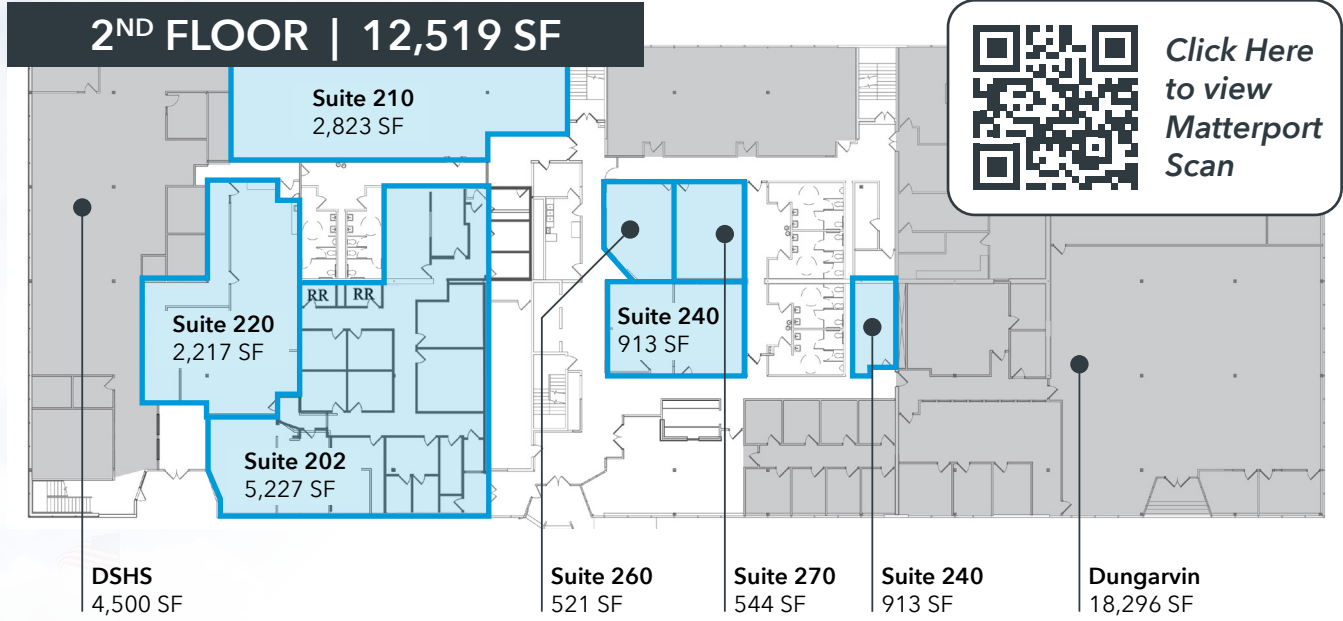 2ND FLOOR | 12,519 SF
Click Here
to view
Matterport
Scan
Suite 210
2,823 SF
RR RR
Suite 220
2,217 SF
Suite 240
913 SF
Suite 202
5,227 SF
DSHS
4,500 SF
Suite 260
521 SF
Suite 270
544 SF
Suite 240
913 SF
Dungarvin
18,296 SF